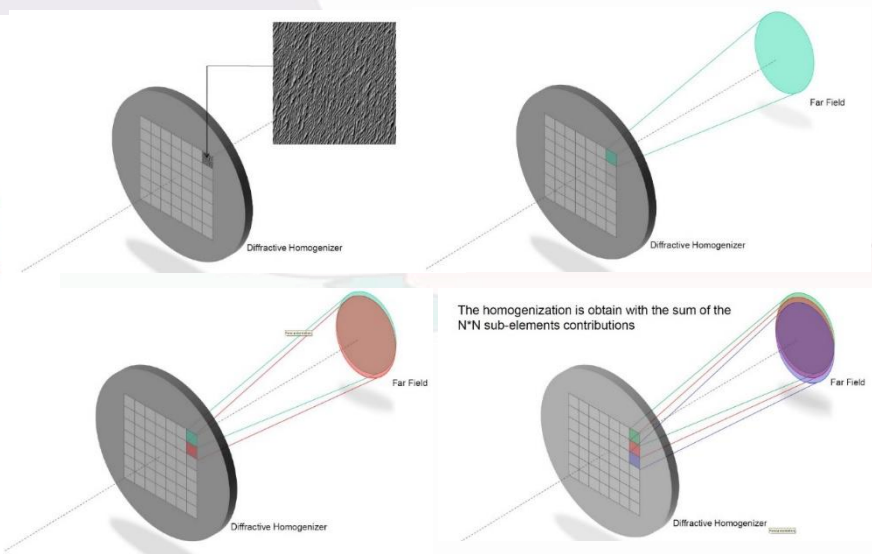 Far Field
Diffractive Homogenizer
Diffractive Homogenizer
The homogenization is obtain with the sum of the
N*N sub-elements contributions
Far Field
Far Field
Diffractive Homogenizer
Diffractive Homogenizer